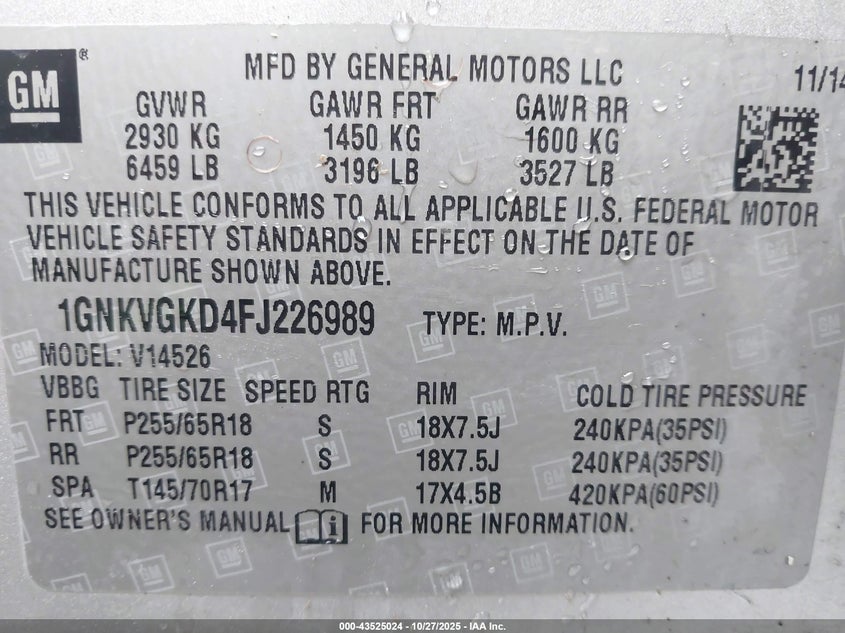 GM®
MFD BY GENERAL MOTORS LLC
11/14
GVWR GAWR FRT GAWR RR
2930 KG 1450 KG 1600 KG
6459 LB 3196 LB 3527 LB
THIS VEHICLE CONFORMS TO ALL APPLICABLE U.S. FEDERAL MOTOR
VEHICLE SAFETY STANDARDS IN EFFECT ON THE DATE OF
MANUFACTURE SHOWN ABOVE.
1GNKVGKD4FJ226989 TYPE: M.P.V.
MODEL: V14526
VBBG TIRE SIZE SPEED RTG RIM COLD TIRE PRESSURE
FRT P255/65R18 S 18X7.5J 240KPA(35PSI)
RR P255/65R18 S 18X7.5J 240KPA(35PSI)
SPA T145/70R17 M 17X4.5B 420KPA(60PSI)
SEE OWNER'S MANUAL i FOR MORE INFORMATION.
000-43525024 | 10/27/2025 - IAA Inc.